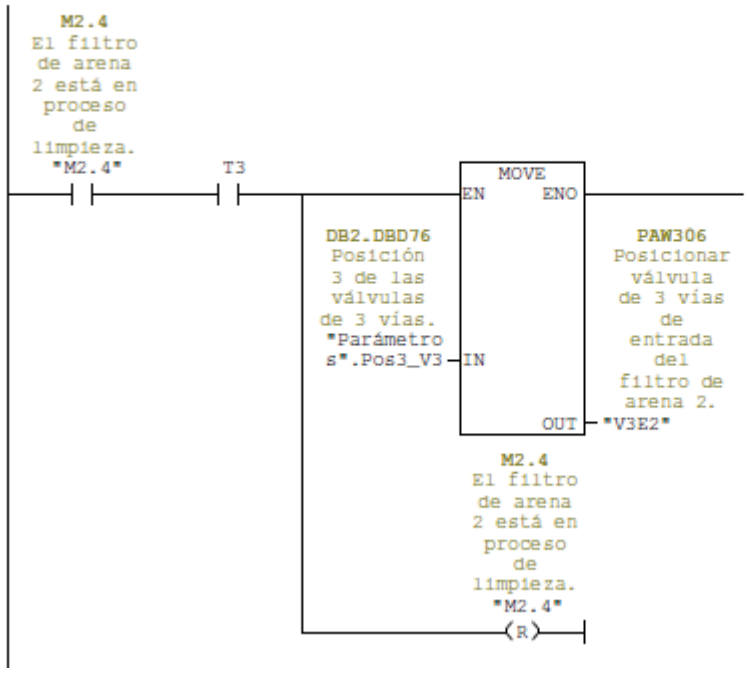 M2.4
El filtro
de arena
2 está en
proceso
de
limpieza.
"M2.4"
T3
MOVE
EN ENO
DB2.DBD76
Posición
3 de las
válvulas
de 3 vías.
"Parámetro
s".Pos3_V3
IN
PAW306
Posicionar
válvula
de 3 vías
de
entrada
del
filtro de
arena 2.
OUT
"V3E2"
M2.4
El filtro
de arena
2 está en
proceso
de
limpieza.
"M2.4"
R